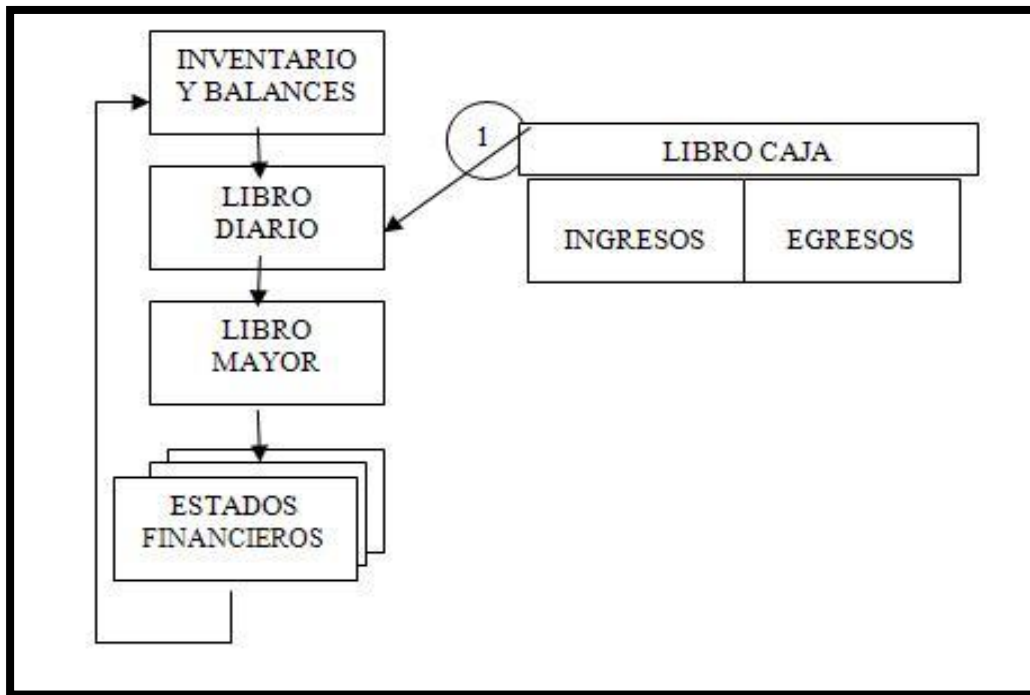 INVENTARIO
Y BALANCES
1
LIBRO CAJA
LIBRO
DIARIO
INGRESOS
EGRESOS
LIBRO
MAYOR
ESTADOS
FINANCIEROS